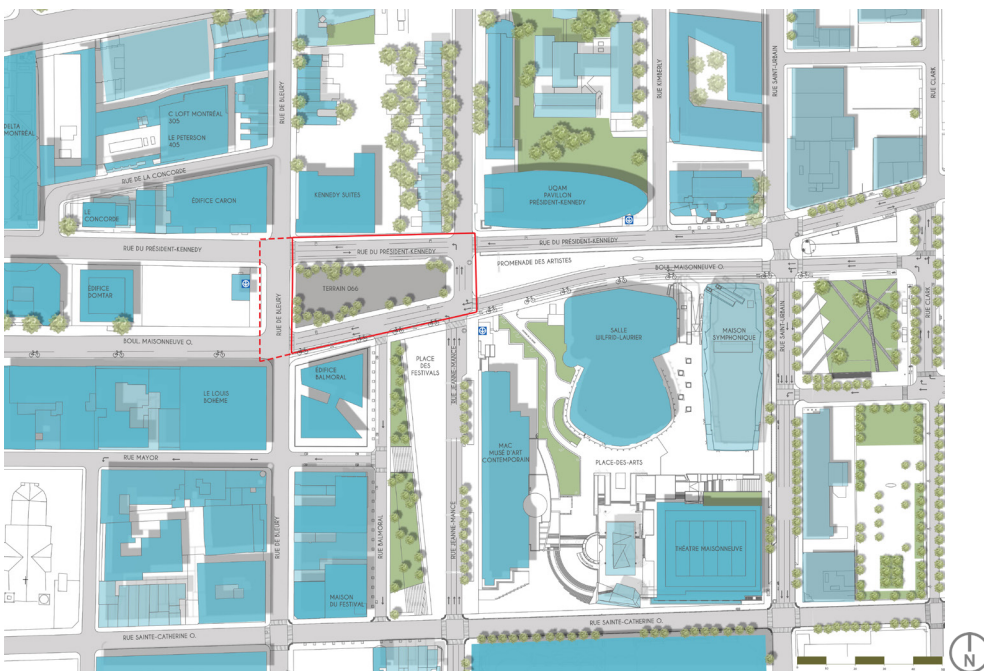 DELTA
MONTRÉAL
C LOFT MONTRÉAL
305
LE PETERSON
405
RUE DE BLEURY
RUE KIMBERLY
RUE SAINT-URBAIN
RUE CLARK
RUE DE LA CONCORDE
LE
CONCORDE
ÉDIFICE CARON
KENNEDY SUITES
UQAM
PAVILLON
PRÉSIDENT-KENNEDY
RUE DU PRÉSIDENT-KENNEDY
RUE DU PRÉSIDENT-KENNEDY
RUE DU PRÉSIDENT-KENNEDY
PROMENADE DES ARTISTES
BOUL. MAISONNEUVE O.
ÉDIFICE
DOMTAR
RUE DE BLEURY
TERRAIN 066
RUE CLARK
BOUL. MAISONNEUVE O.
SALLE
WILFRID-LAURIER
MAISON
SYMPHONIQUE
RUE SAINT-URBAIN
PLACE
DES
FESTIVALS
ÉDIFICE
BALMORAL
RUE JEANNE-MANCE
LE LOUIS
BOHÈME
MAC
MUSÉ D'ART
CONTEMPORAIN
RUE MAYOR
PLACE-DES-ARTS
RUE DE BLEURY
RUE BALMORAL
RUE JEANNE-MANCE
THÉÂTRE MAISONNEUVE
MAISON
DU FESTIVAL
RUE SAINTE-CATHERINE O.
RUE SAINTE-CATHERINE O.
N